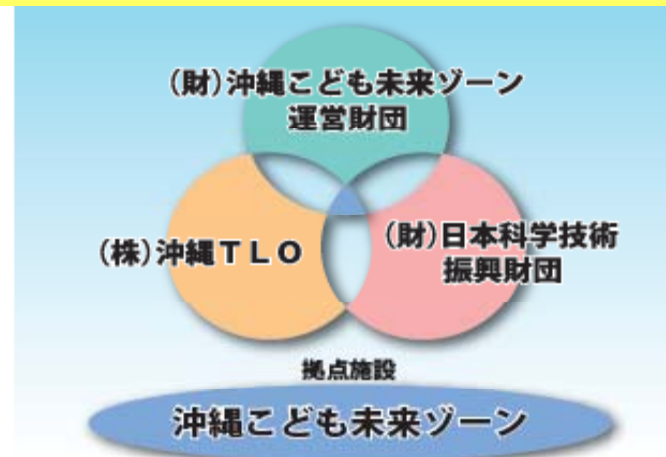 (財)沖縄こども未来ゾーン
運営財団
(株)沖縄ＴＬＯ
(財)日本科学技術
振興財団
拠点施設
沖縄こども未来ゾーン